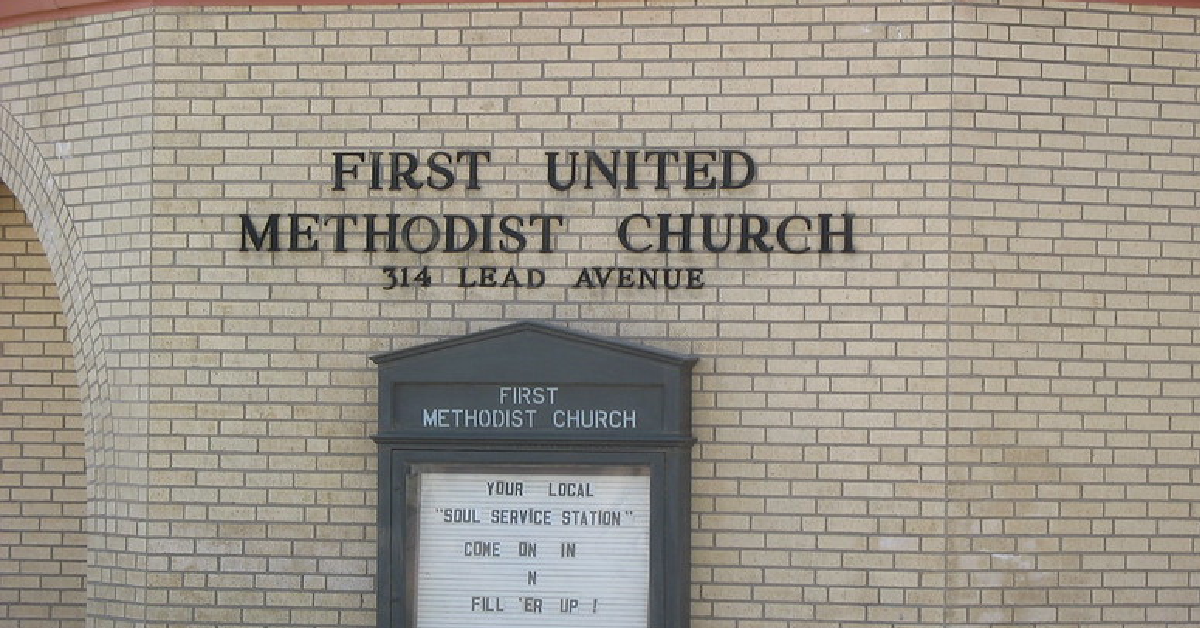 FIRST UNITED
METHODIST CHURCH
314 LEAD AVENUE
FIRST
METHODIST CHURCH
YOUR LOCAL
"SOUL SERVICE STATION"
COME ON IN
N
FILL 'ER UP !